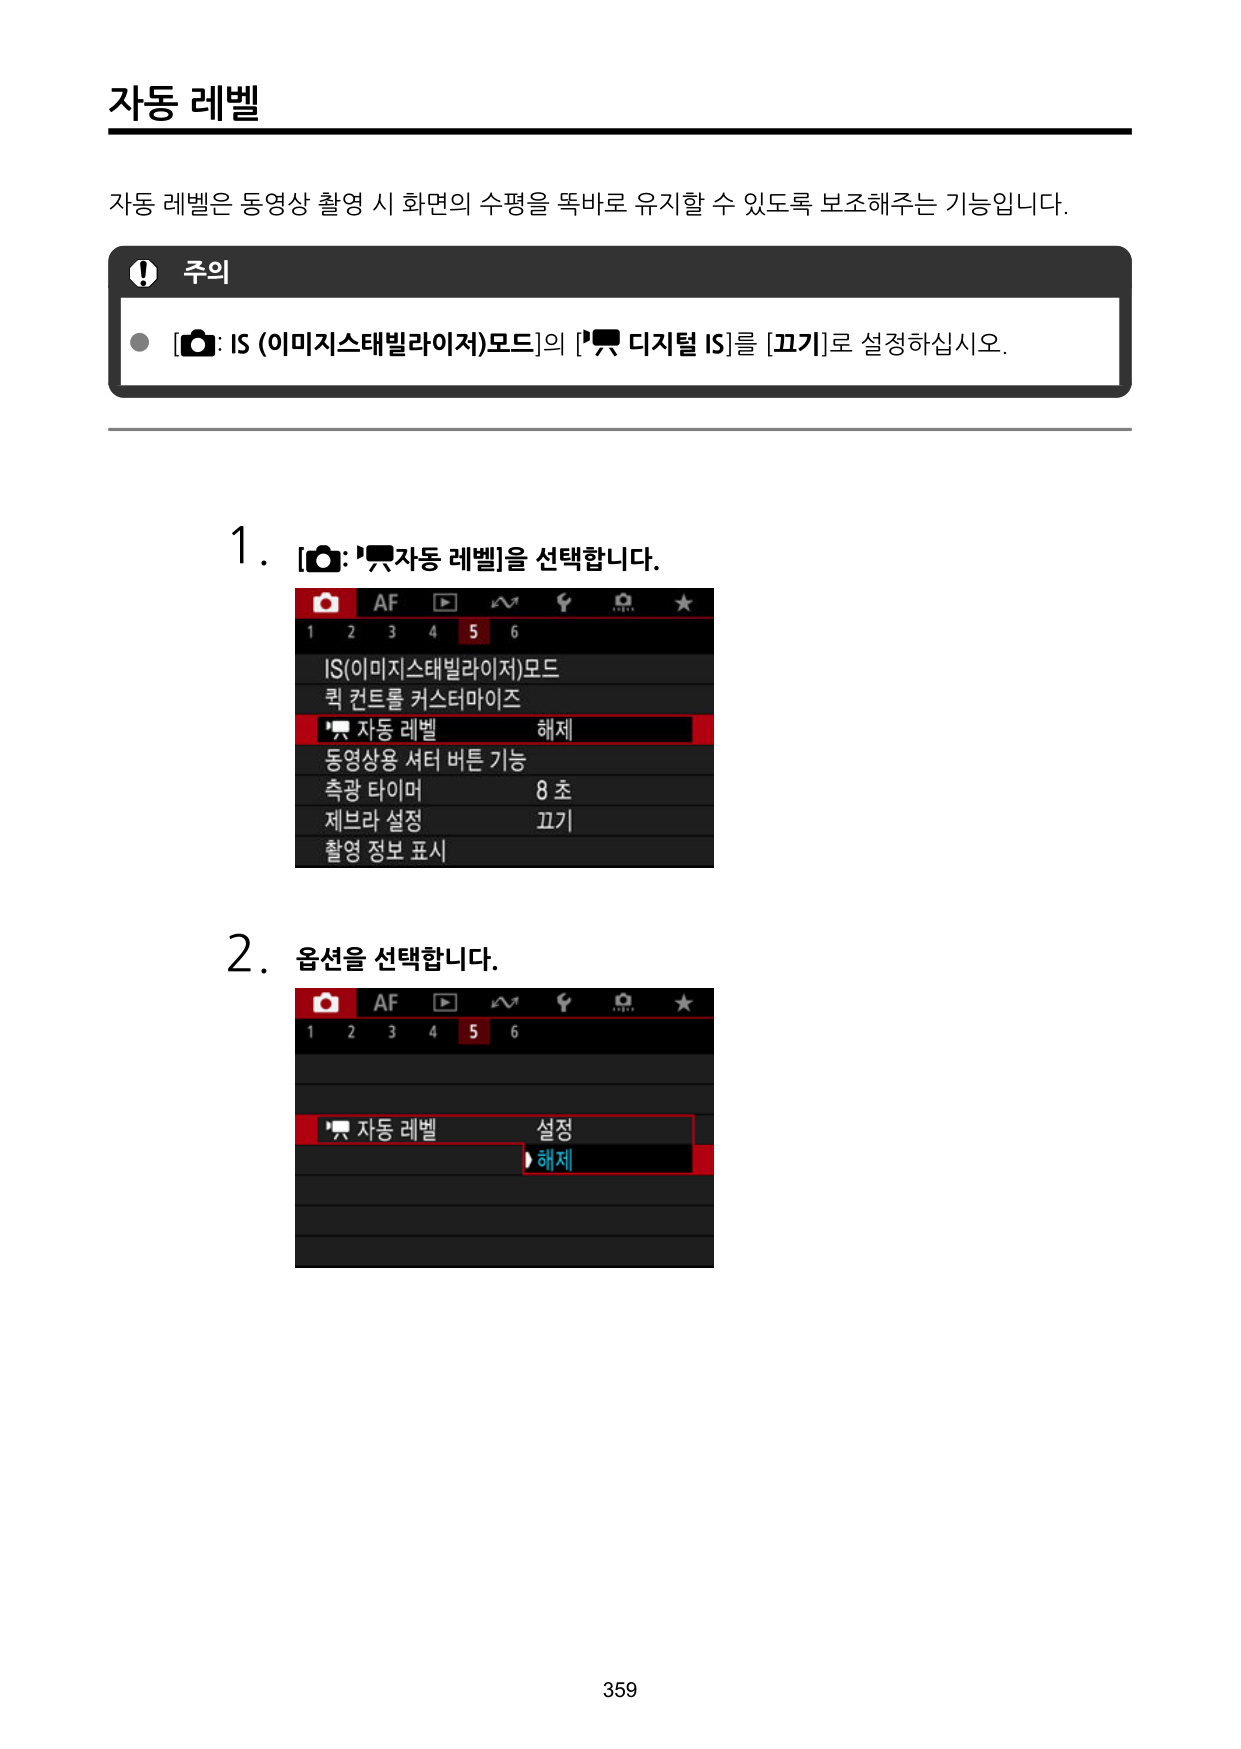 자동 레벨
자동 레벨은 동영상 촬영 시 화면의 수평을 똑바로 유지할 수 있도록 보조해주는 기능입니다.
주의
● [: IS (이미지스태빌라이저)모드]의 [ 디지털 IS]를 [끄기]로 설정하십시오.
1. [: 자동 레벨]을 선택합니다.
AF
1 2 3 4 5 6
IS(이미지스태빌라이저)모드
퀵 컨트롤 커스터마이즈
자동 레벨 해제
동영상용 셔터 버튼 기능
측광 타이머 8 초
제브라 설정 끄기
촬영 정보 표시
2. 옵션을 선택합니다.
AF
1 2 3 4 5 6
자동 레벨 설정
해제
359